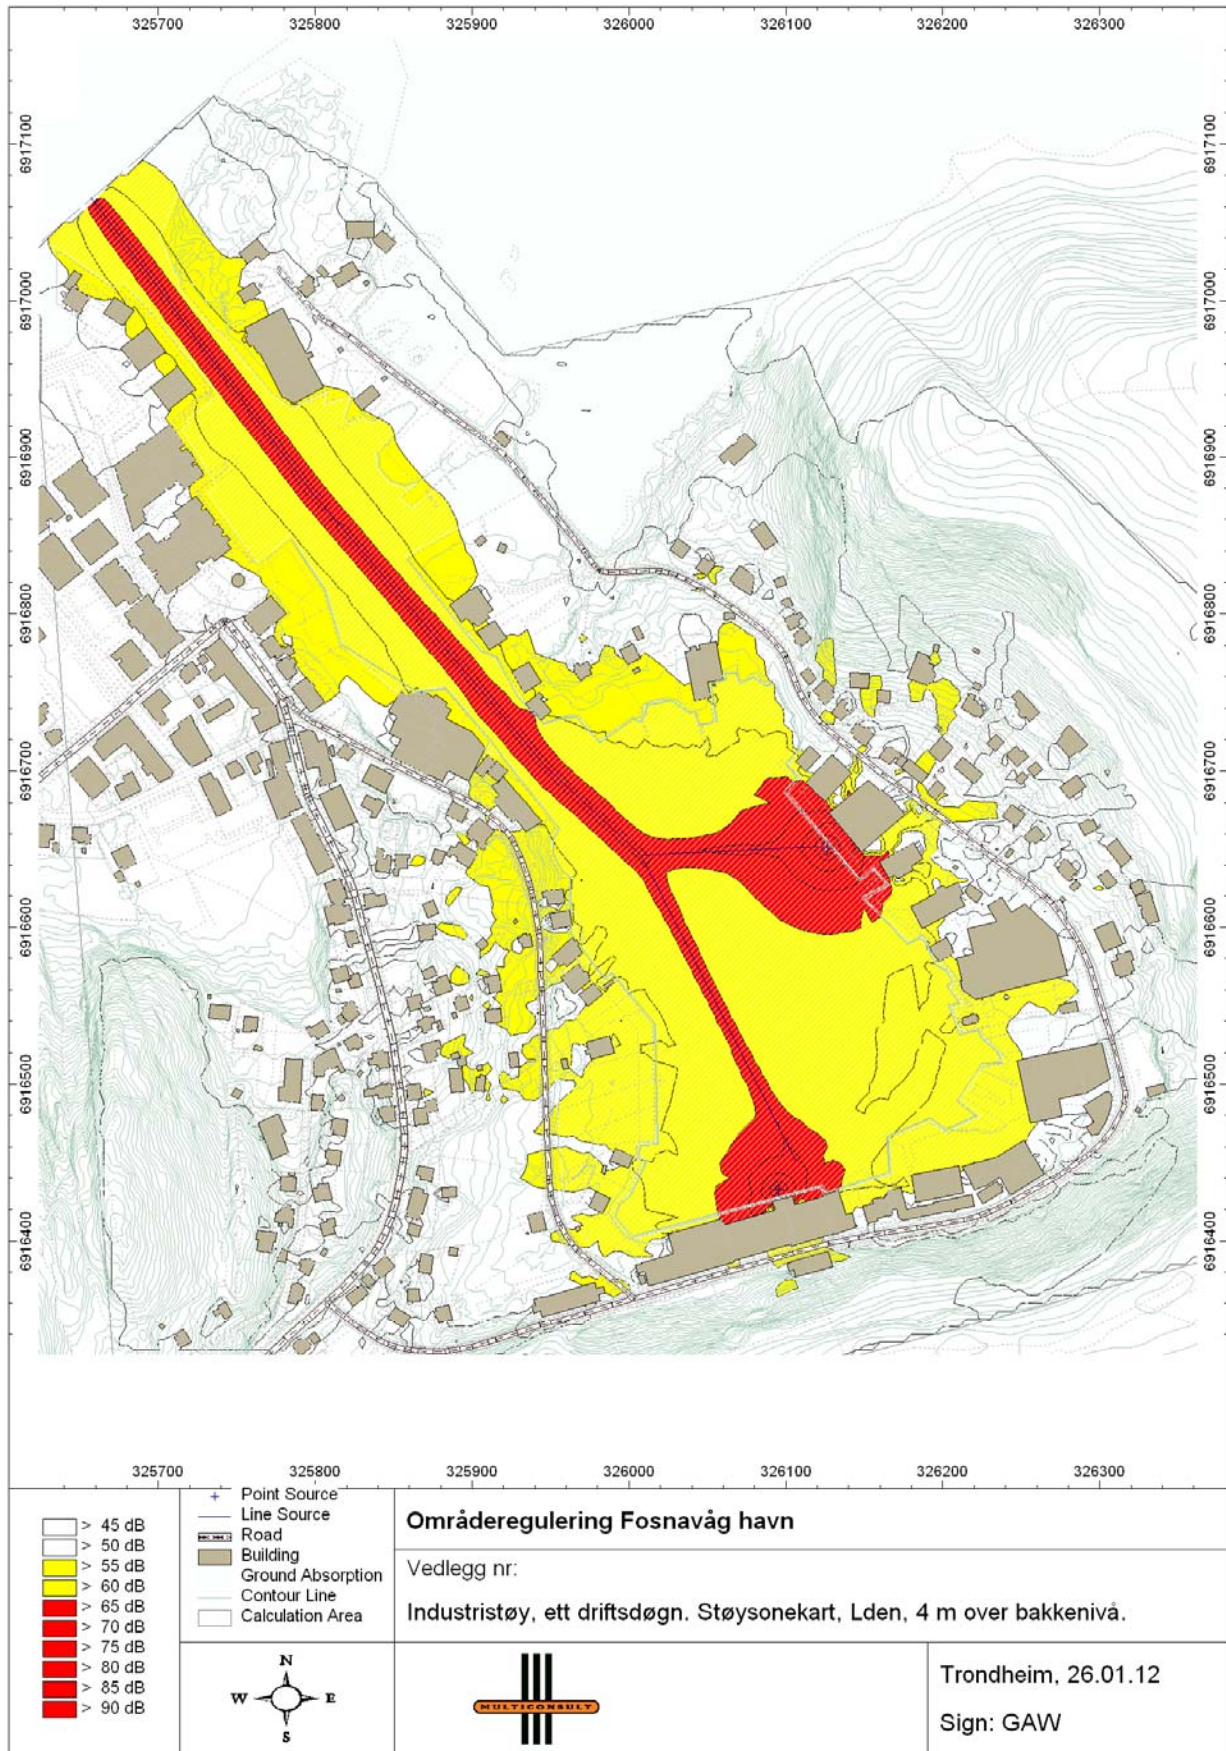 325700 325800 325900 326000 326100 326200 326300
6917100 6917100
6917000 6917000
6916900 6916900
6916800 6916800
6916700 6916700
6916600 6916600
6916500 6916500
6916400 6916400
325700 325800 325900 326000 326100 326200 326300
> 45 dB
> 50 dB
> 55 dB
> 60 dB
> 65 dB
> 70 dB
> 75 dB
> 80 dB
> 85 dB
> 90 dB
Point Source
Line Source
Road
Building
Ground Absorption
Contour Line
Calculation Area
N
W E
S
Områderegulering Fosnavåg havn
Vedlegg nr:
Industristøy, ett driftsdøgn. Støysonekart, Lden, 4 m over bakkenivå.
MULTICONSULT
Trondheim, 26.01.12
Sign: GAW